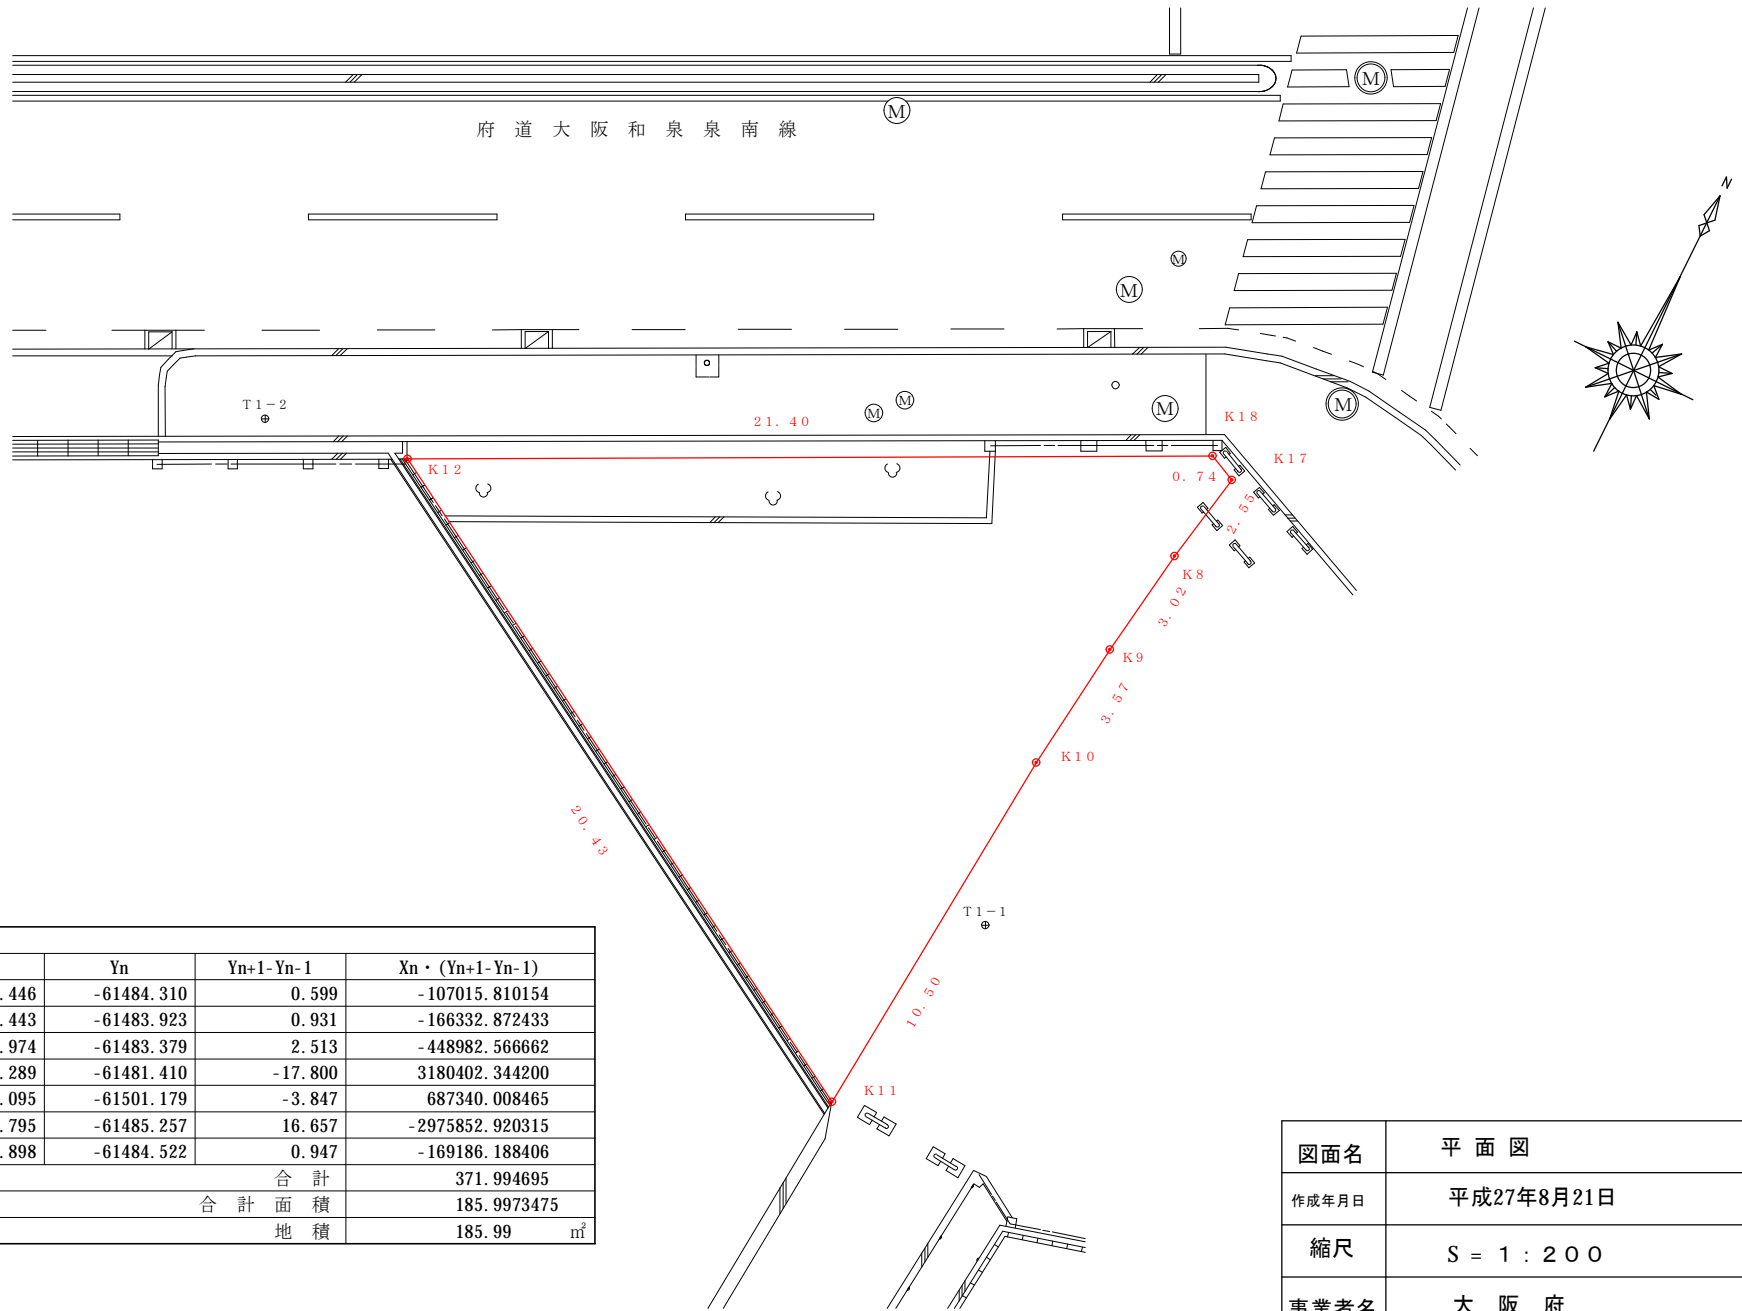 府道大阪和泉泉南線
M
M
M
M
N
T1-2
M
M
M
M
21.40
K18
K12
K17
0.74
2.55
K8
3.02
K9
3.57
K10
20.43
T1-1
10.50
K11
Yn Yn+1-Yn-1 Xn・(Yn+1-Yn-1)
.446 -61484.310 0.599 -107015.810154
.443 -61483.923 0.931 -166332.872433
.974 -61483.379 2.513 -448982.566662
.289 -61481.410 -17.800 3180402.344200
.095 -61501.179 -3.847 687340.008465
.795 -61485.257 16.657 -2975852.920315
.898 -61484.522 0.947 -169186.188406
合計 371.994695
合計面積 185.9973475
地積 185.99 ㎡
図面名 平面図
作成年月日 平成27年8月21日
縮尺 S = 1 : 200
事業者名 大阪府